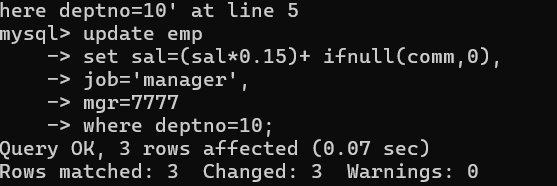 here deptno=10' at line 5
mysql> update emp
    -> set sal=(sal*0.15)+ ifnull(comm,0),
    -> job='manager',
    -> mgr=7777
    -> where deptno=10;
Query OK, 3 rows affected (0.07 sec)
Rows matched: 3  Changed: 3  Warnings: 0